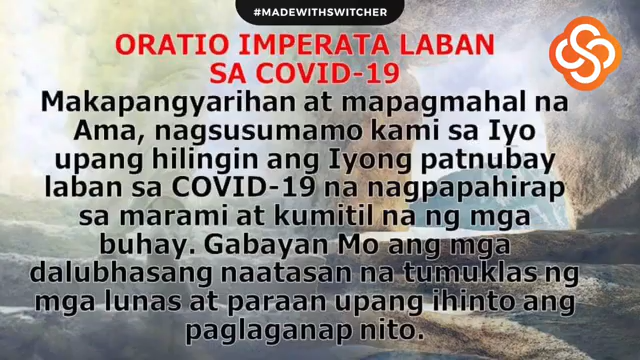 #MADEWITHSWITCHER
ORATIO IMPERATA LABAN
SA COVID-19
Makapangyarihan at mapagmahal na
Ama, nagsusumamo kami sa Iyo
upang hilingin ang Iyong patnubay
laban sa COVID-19 na nagpapahirap
sa marami at kumitil na ng mga
buhay. Gabayan Mo ang mga
dalubhasang naatasan na tumuklas ng
mga lunas at paraan upang ihinto ang
paglaganap nito.